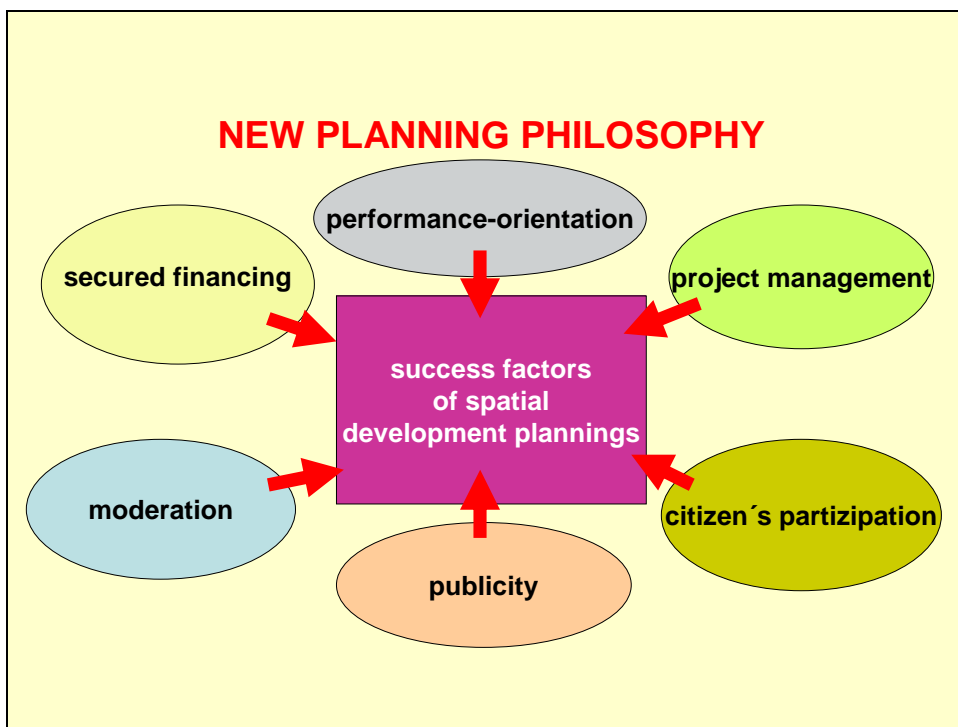 NEW PLANNING PHILOSOPHY
performance-orientation
secured financing
project management
success factors
of spatial
development plannings
moderation
citizen´s partizipation
publicity